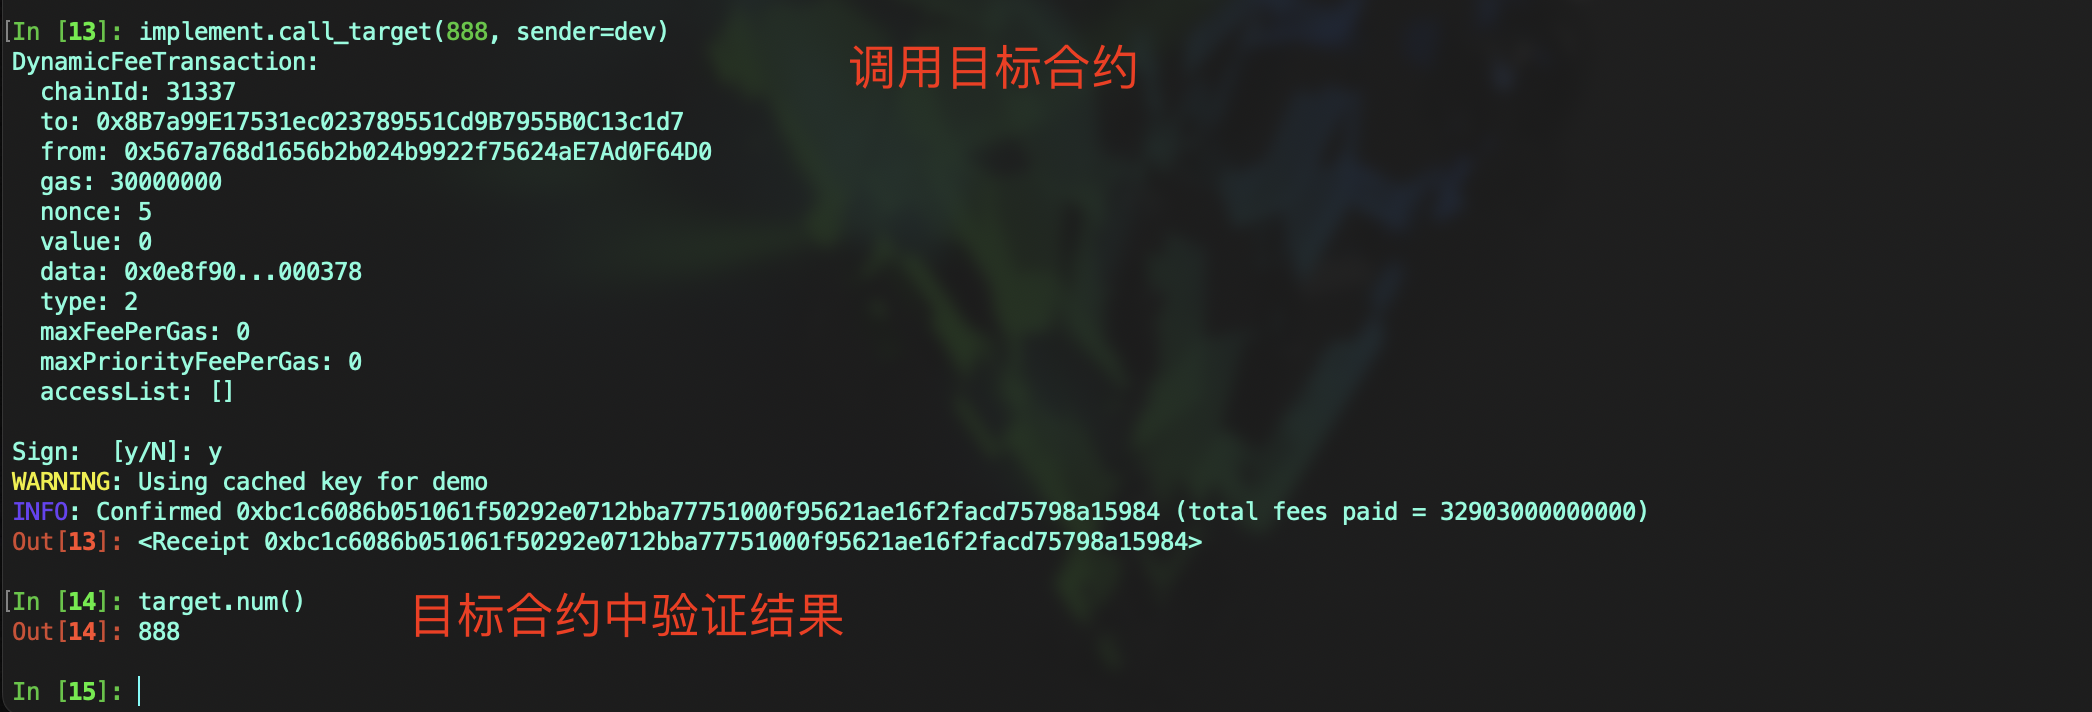 [In [13]: implement.call_target(888, sender=dev)
调用目标合约
DynamicFeeTransaction:
  chainId: 31337
  to: 0x8B7a99E17531ec023789551Cd9B7955B0C13c1d7
  from: 0x567a768d1656b2b024b9922f75624aE7Ad0F64D0
  gas: 30000000
  nonce: 5
  value: 0
  data: 0x0e8f90...000378
  type: 2
  maxFeePerGas: 0
  maxPriorityFeePerGas: 0
  accessList: []
Sign:  [y/N]: y
WARNING: Using cached key for demo
INFO: Confirmed 0xbc1c6086b051061f50292e0712bba77751000f95621ae16f2facd75798a15984 (total fees paid = 32903000000000)
Out[13]: <Receipt 0xbc1c6086b051061f50292e0712bba77751000f95621ae16f2facd75798a15984>
[In [14]: target.num()
目标合约中验证结果
Out[14]: 888
In [15]: